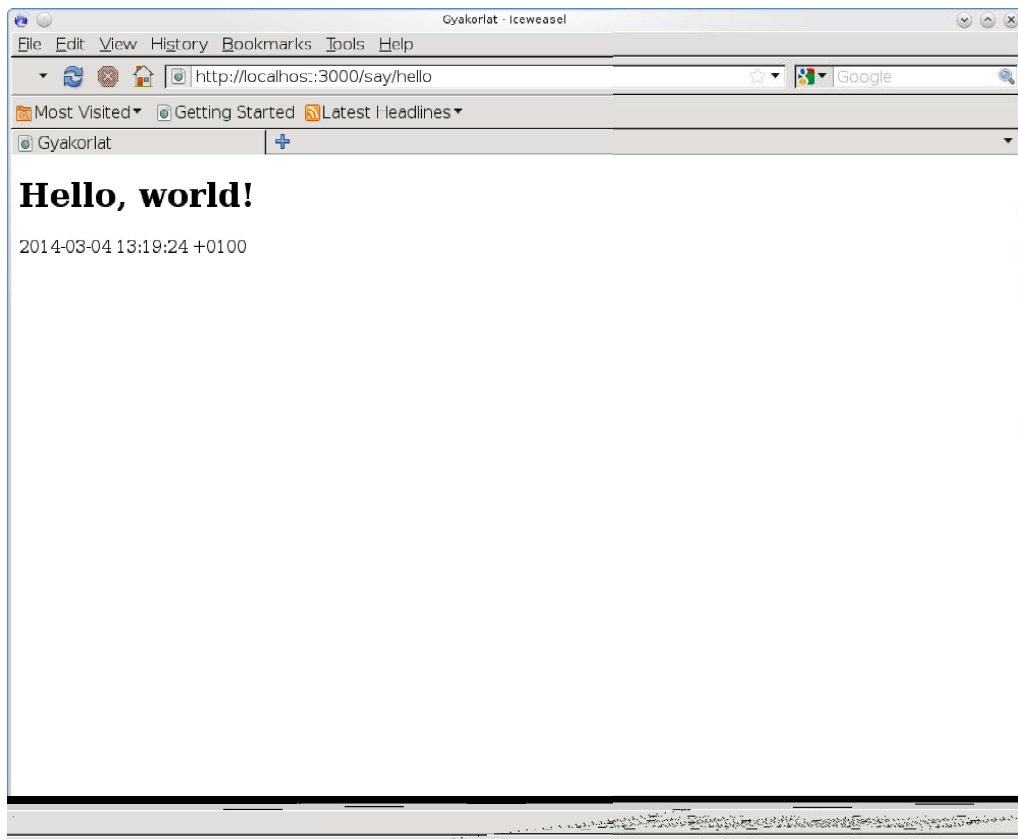 Gyakorlat - Iceweasel
File Edit View History Bookmarks Tools Help
http://localhost:3000/say/hello Google
Most Visited Getting Started Latest Headlines
Gyakorlat
Hello, world!
2014-03-04 13:19:24 +0100